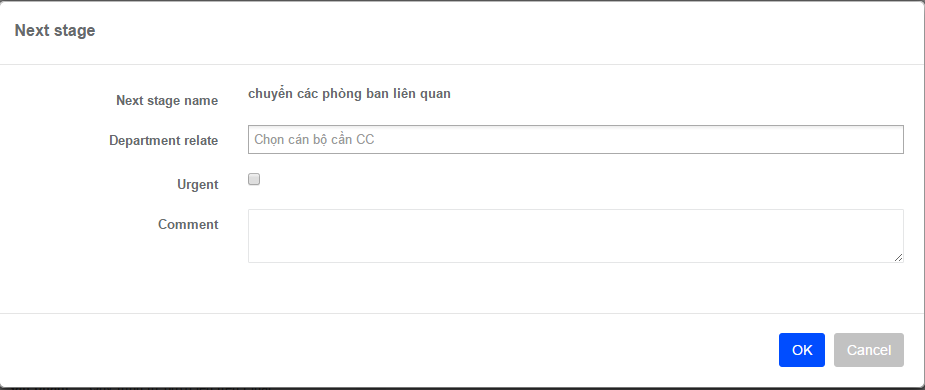 Next stage
Next stage name
chuyển các phòng ban liên quan
Department relate
Chọn cán bộ cần CC
Urgent
Comment
OK
Cancel